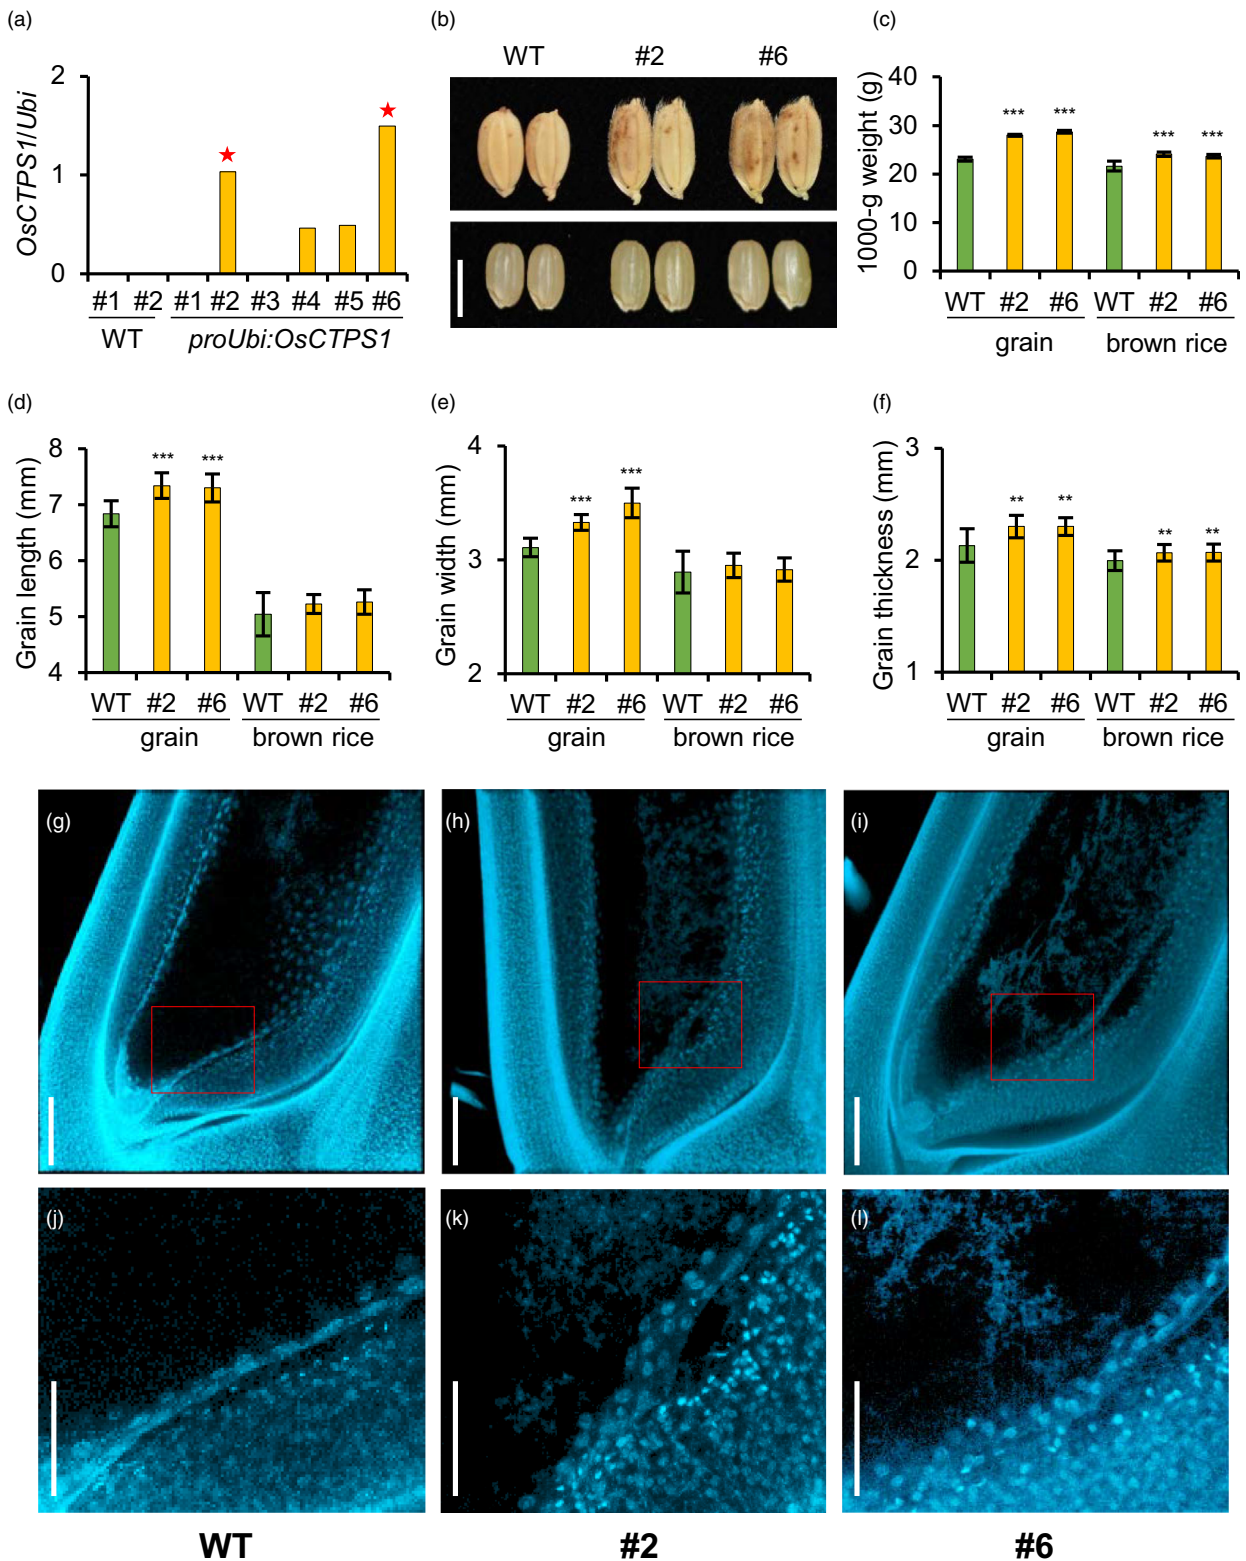 (a)
OsCTPS1/Ubi
2
1
0
#1 #2 #1 #2 #3 #4 #5 #6
WT proUbi:OsCTPS1
(b)
WT #2 #6
(c)
1000-g weight (g)
40
30
20
10
0
*** *** *** ***
WT #2 #6 WT #2 #6
grain brown rice
(d)
Grain length (mm)
8
7
6
5
4
*** ***
WT #2 #6 WT #2 #6
grain brown rice
(e)
Grain width (mm)
4
3
2
*** ***
WT #2 #6 WT #2 #6
grain brown rice
(f)
Grain thickness (mm)
3
2
1
** ** ** **
WT #2 #6 WT #2 #6
grain brown rice
(g) (h) (i)
(j) (k) (l)
WT #2 #6